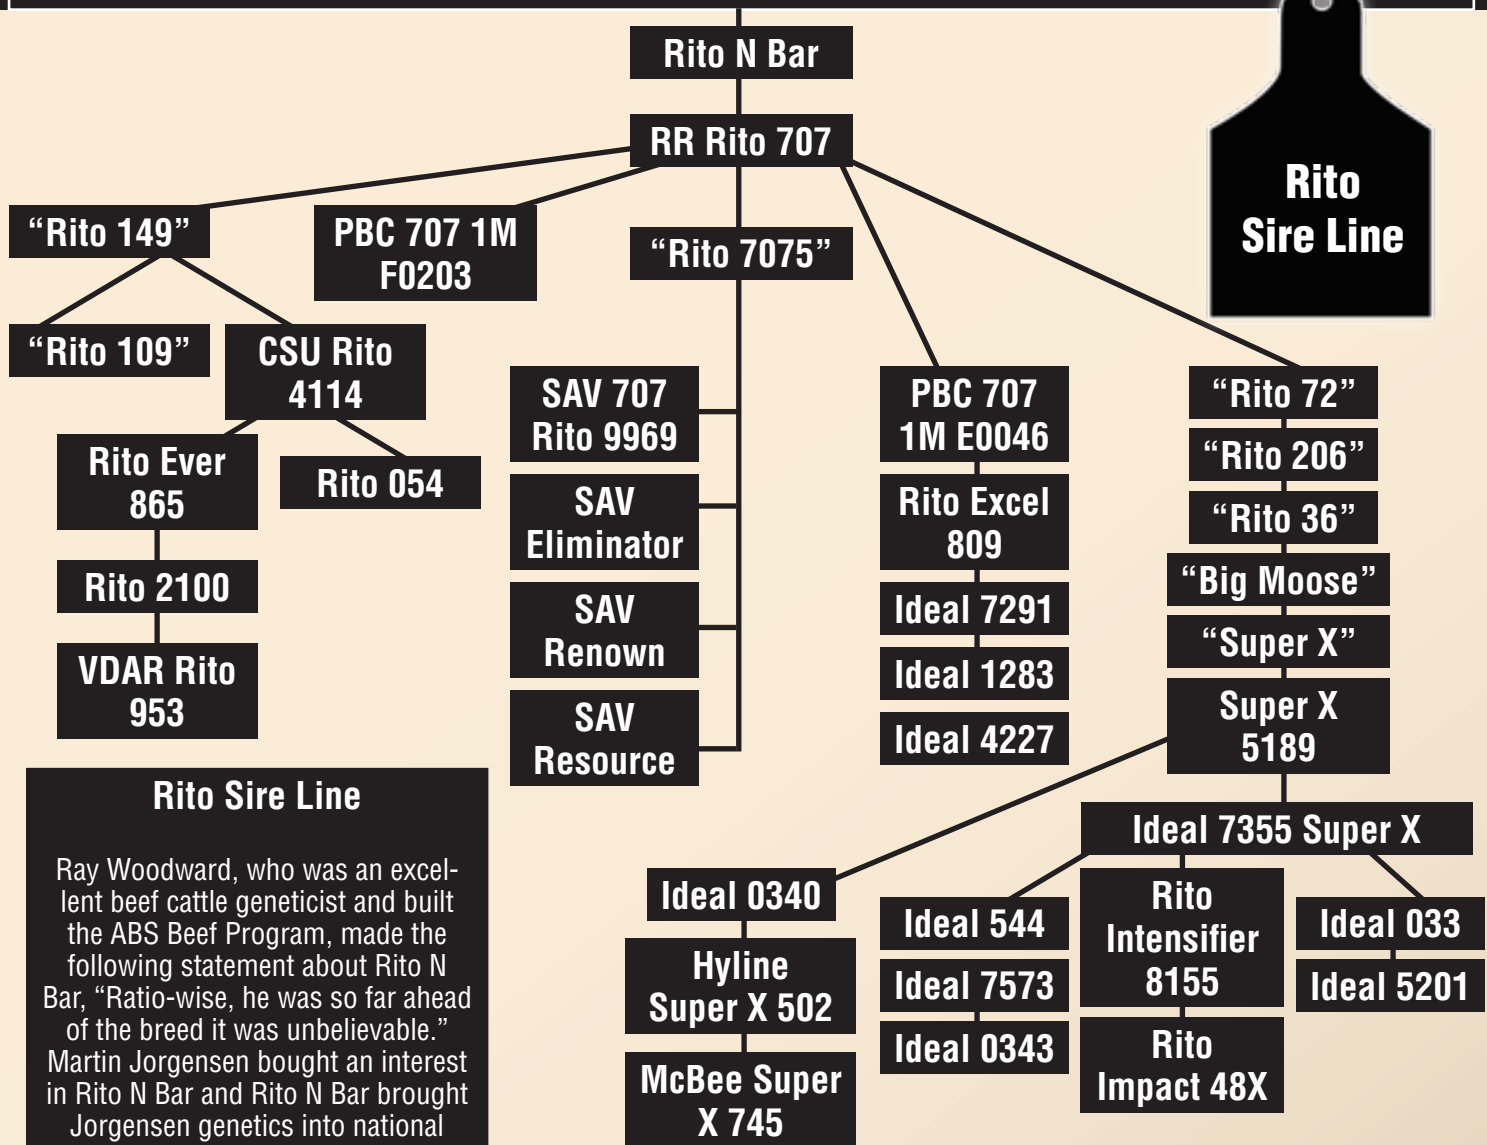 Rito N Bar
RR Rito 707
Rito
Sire Line
“Rito 149”
PBC 707 1M
F0203
“Rito 7075”
“Rito 109”
CSU Rito
4114
Rito Ever
865
Rito 054
Rito 2100
VDAR Rito
953
SAV 707
Rito 9969
SAV
Eliminator
SAV
Renown
SAV
Resource
PBC 707
1M E0046
Rito Excel
809
Ideal 7291
Ideal 1283
Ideal 4227
“Rito 72”
“Rito 206”
“Rito 36”
“Big Moose”
“Super X”
Super X
5189
Ideal 7355 Super X
Ideal 0340
Hyline
Super X 502
McBee Super
X 745
Ideal 544
Ideal 7573
Ideal 0343
Rito
Intensifier
8155
Rito
Impact 48X
Ideal 033
Ideal 5201
Rito Sire Line
Ray Woodward, who was an excel-
lent beef cattle geneticist and built
the ABS Beef Program, made the
following statement about Rito N
Bar, “Ratio-wise, he was so far ahead
of the breed it was unbelievable.”
Martin Jorgensen bought an interest
in Rito N Bar and Rito N Bar brought
Jorgensen genetics into national